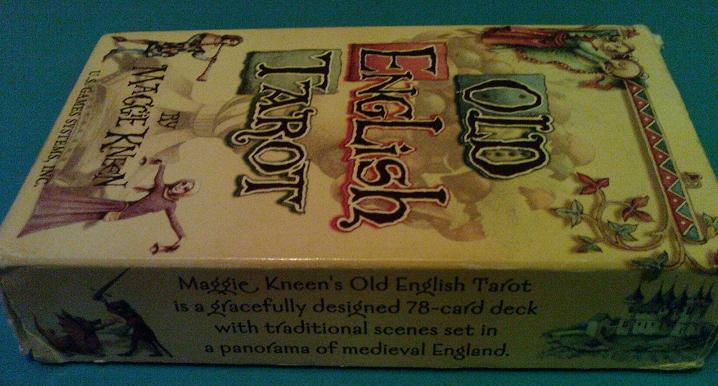 OLD
ENGLISH
TAROT
BY
MAGGIE KNEEN
U.S. GAMES SYSTEMS, INC.
Maggie Kneen's Old English Tarot
is a gracefully designed 78-card deck
with traditional scenes set in
a panorama of medieval England.